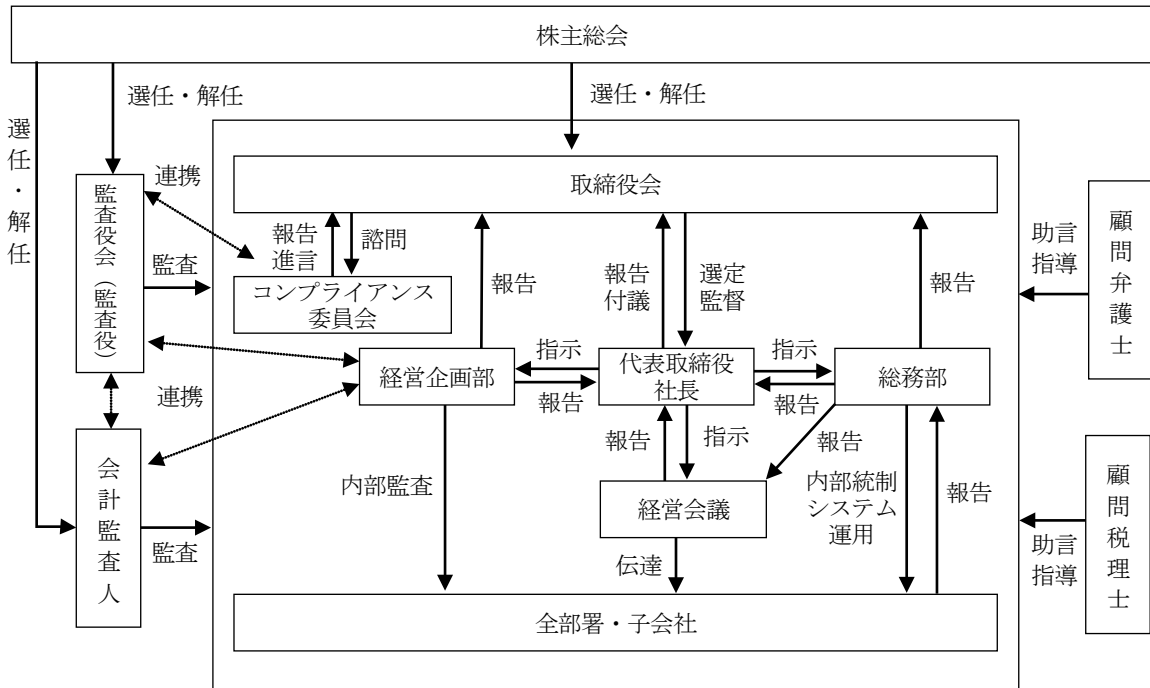 株主総会
選任・解任
選任・解任
選任・解任
取締役会
連携
監査役会（監査役）
監査
報告
進言
諮問
コンプライアンス
委員会
報告
報告
付議
選定
監督
報告
助言
指導
顧問弁護士
経営企画部
指示
報告
代表取締役
社長
指示
報告
総務部
連携
報告
指示
報告
会計監査人
監査
内部監査
経営会議
内部統制
システム
運用
報告
伝達
助言
指導
顧問税理士
全部署・子会社